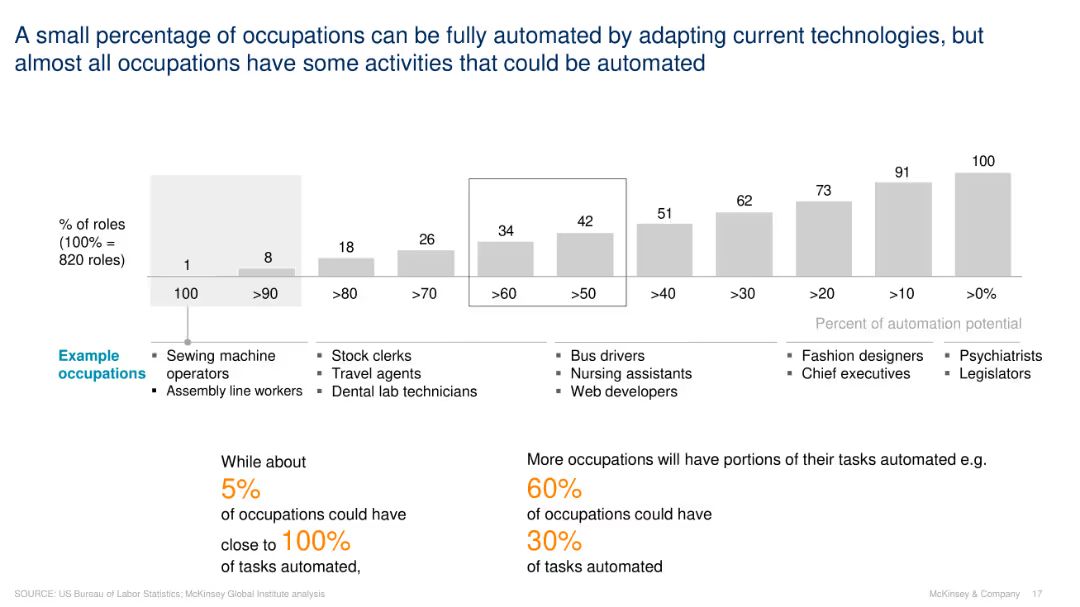 A small percentage of occupations can be fully automated by adapting current technologies, but
almost all occupations have some activities that could be automated
% of roles
(100% =
820 roles)
1
8
18
26
34
42
51
62
73
91
100
100
>90
>80
>70
>60
>50
>40
>30
>20
>10
>0%
Percent of automation potential
Example
occupations
▪ Sewing machine
operators
▪ Assembly line workers
▪ Stock clerks
▪ Travel agents
▪ Dental lab technicians
▪ Bus drivers
▪ Nursing assistants
▪ Web developers
▪ Fashion designers
▪ Chief executives
▪ Psychiatrists
▪ Legislators
While about
5%
of occupations could have
close to 100%
of tasks automated,
More occupations will have portions of their tasks automated e.g.
60%
of occupations could have
30%
of tasks automated
SOURCE: US Bureau of Labor Statistics; McKinsey Global Institute analysis
McKinsey & Company 17